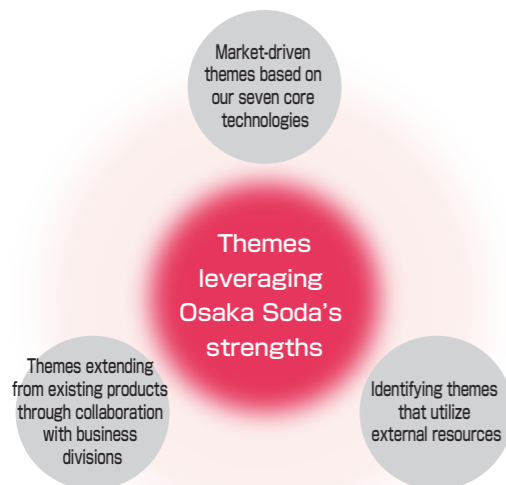 Market-driven
themes based on
our seven core
technologies
Themes
leveraging
Osaka Soda's
strengths
Themes extending
from existing products
through collaboration
with business
divisions
Identifying themes
that utilize
external resources